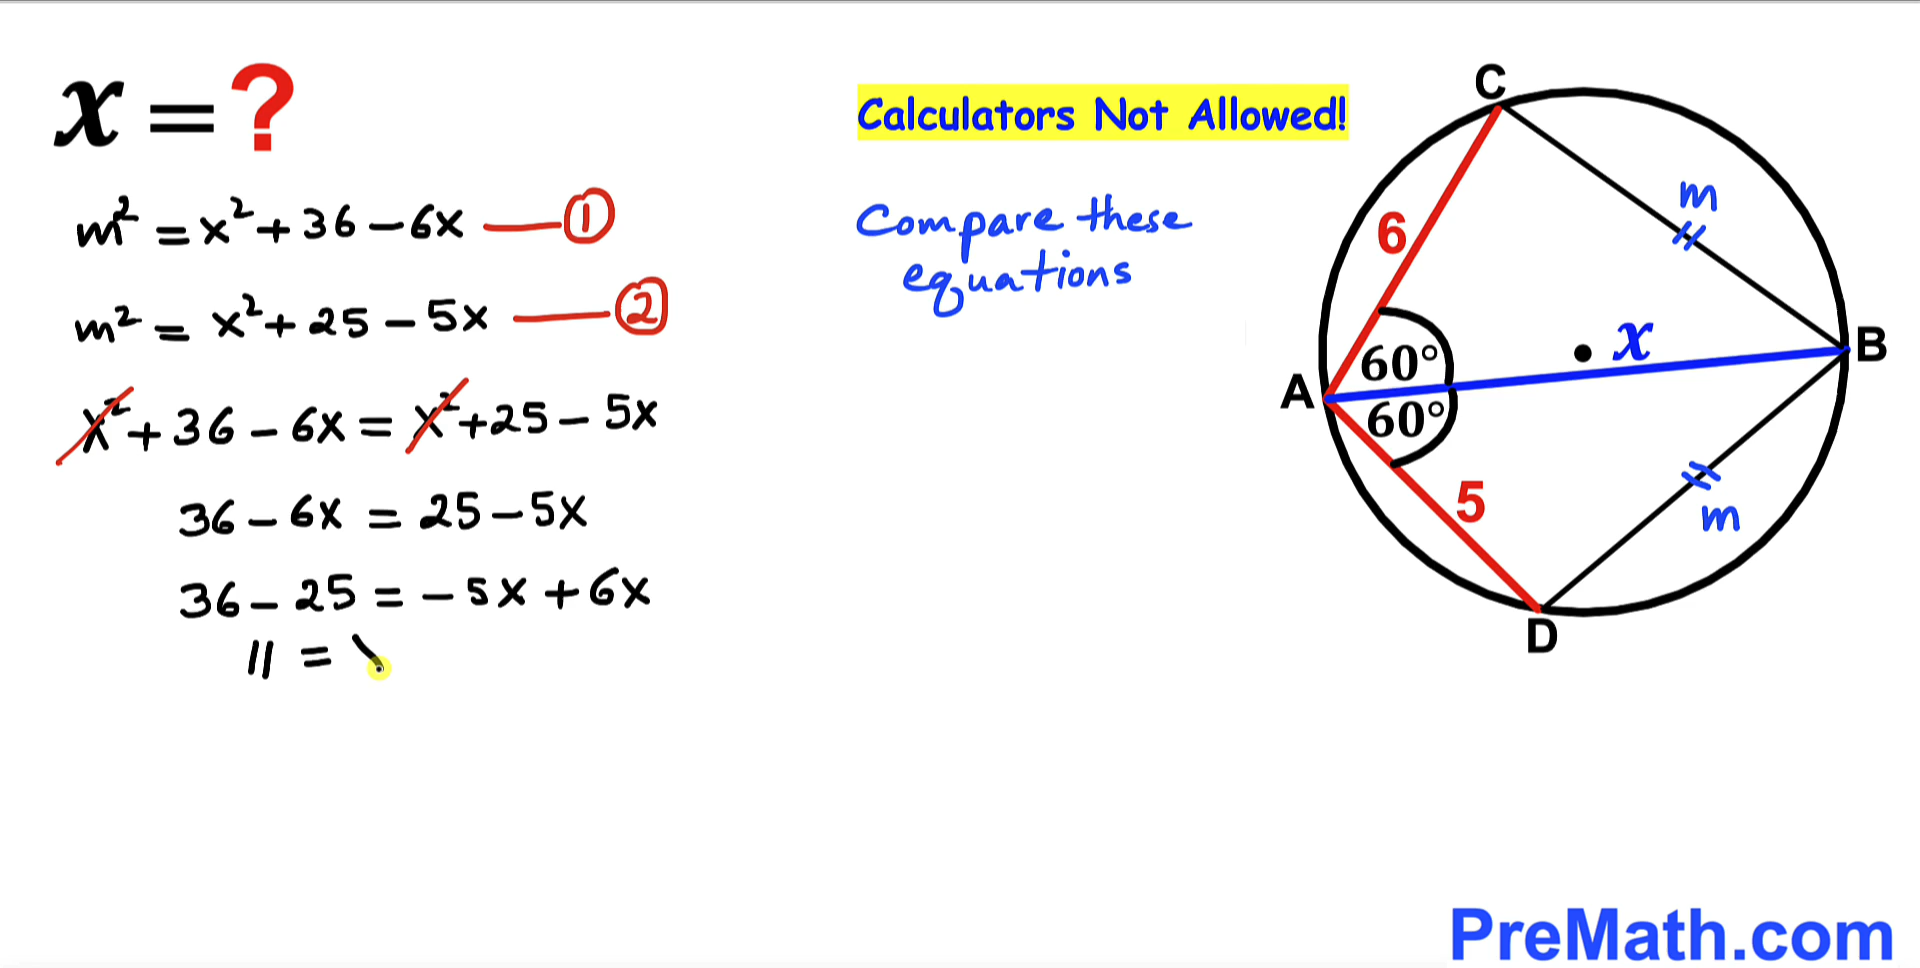 x = ?
Calculators Not Allowed!
m² = x² + 36 - 6x —— ①
m² = x² + 25 - 5x —— ②
x² + 36 - 6x = x² + 25 - 5x
36 - 6x = 25 - 5x
36 - 25 = -5x + 6x
11 =
Compare these
equations
C
m
6
60°
x
B
A
60°
5
m
D
PreMath.com